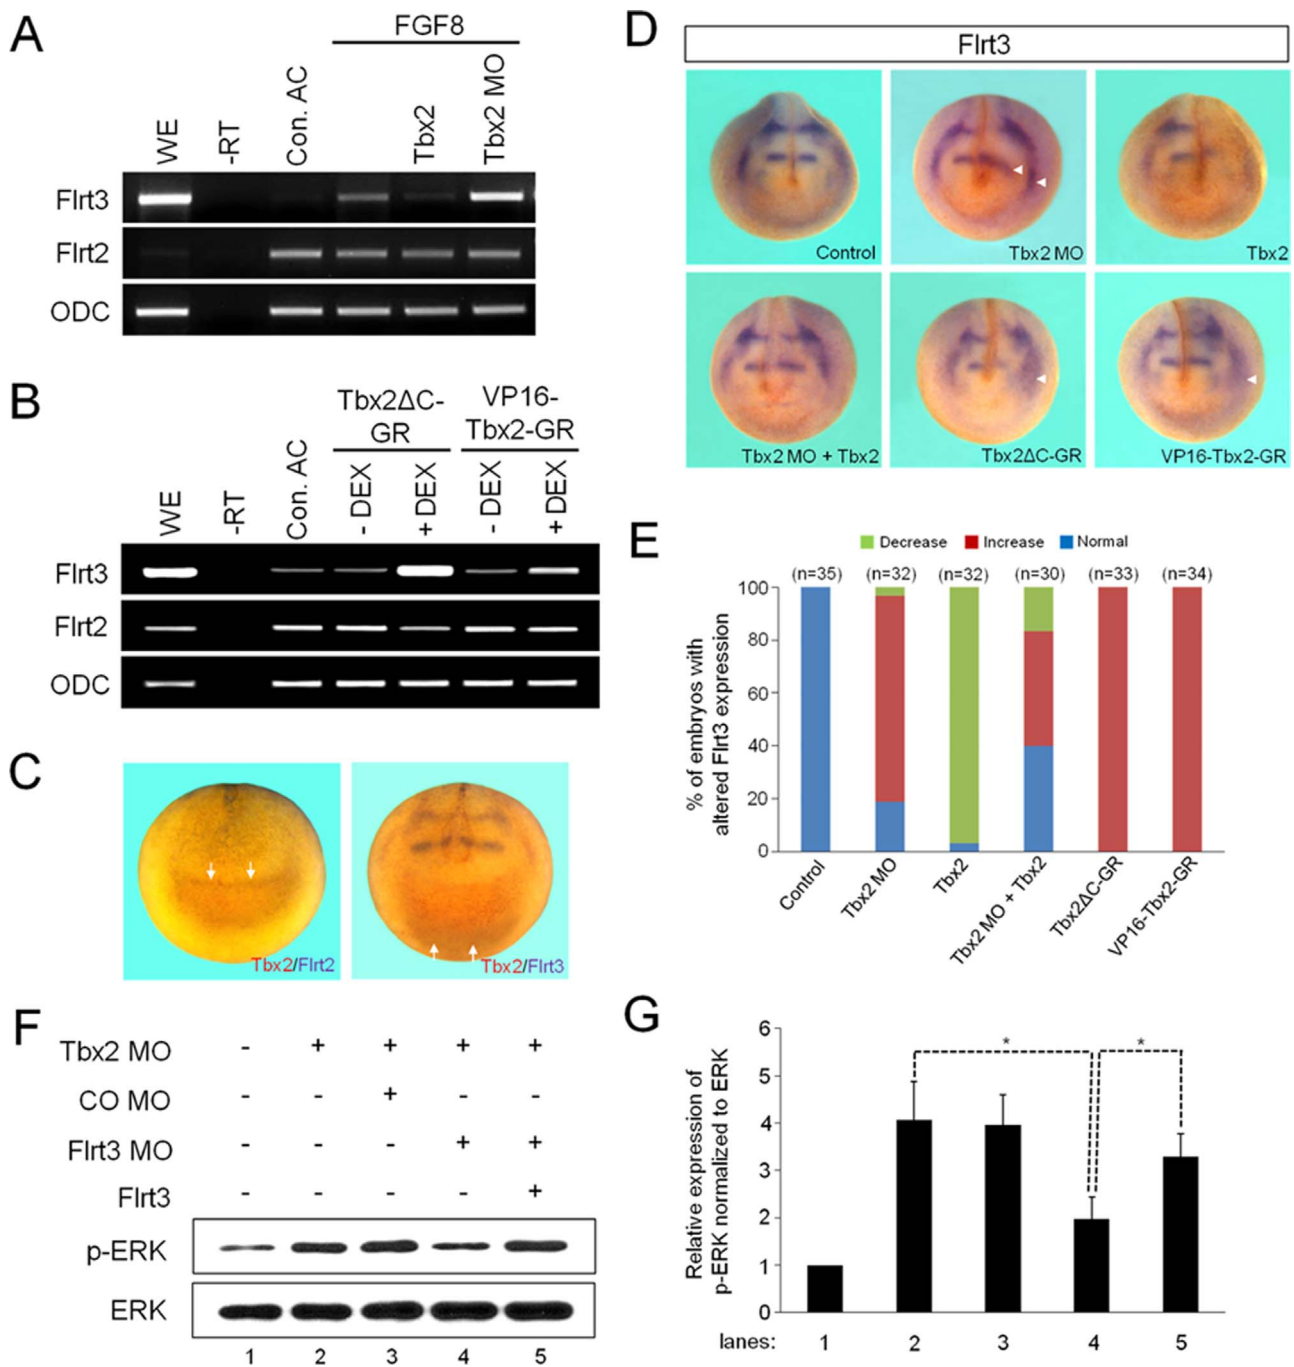 A
FGF8
WE
-RT
Con. AC
Tbx2
Tbx2 MO
Flrt3
Flrt2
ODC
B
Tbx2ΔC-
GR
VP16-
Tbx2-GR
WE
-RT
Con. AC
- DEX
+ DEX
- DEX
+ DEX
Flrt3
Flrt2
ODC
C
Tbx2/Flrt2
Tbx2/Flrt3
D
Flrt3
Control
Tbx2 MO
Tbx2
Tbx2 MO + Tbx2
Tbx2ΔC-GR
VP16-Tbx2-GR
E
Decrease Increase Normal
(n=35) (n=32) (n=32) (n=30) (n=33) (n=34)
% of embryos with
altered Flrt3 expression
100
80
60
40
20
0
Control
Tbx2 MO
Tbx2
Tbx2 MO + Tbx2
Tbx2ΔC-GR
VP16-Tbx2-GR
F
Tbx2 MO - + + + +
CO MO - - + - -
Flrt3 MO - - - + +
Flrt3 - - - - +
p-ERK
ERK
1 2 3 4 5
G
Relative expression of
p-ERK normalized to ERK
6
5
4
3
2
1
0
* *
lanes: 1 2 3 4 5